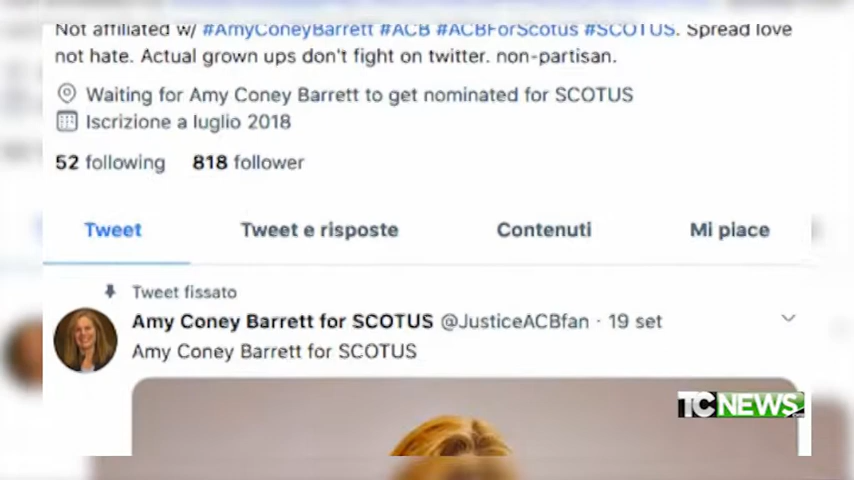 Not affiliated w/ #AmyConeyBarrett #ACB #ACBForScotus #SCOTUS. Spread love
not hate. Actual grown ups don't fight on twitter. non-partisan.
Waiting for Amy Coney Barrett to get nominated for SCOTUS
Iscrizione a luglio 2018
52 following 818 follower
Tweet Tweet e risposte Contenuti Mi piace
Tweet fissato
Amy Coney Barrett for SCOTUS @JusticeACBfan · 19 set
Amy Coney Barrett for SCOTUS
TC NEWS